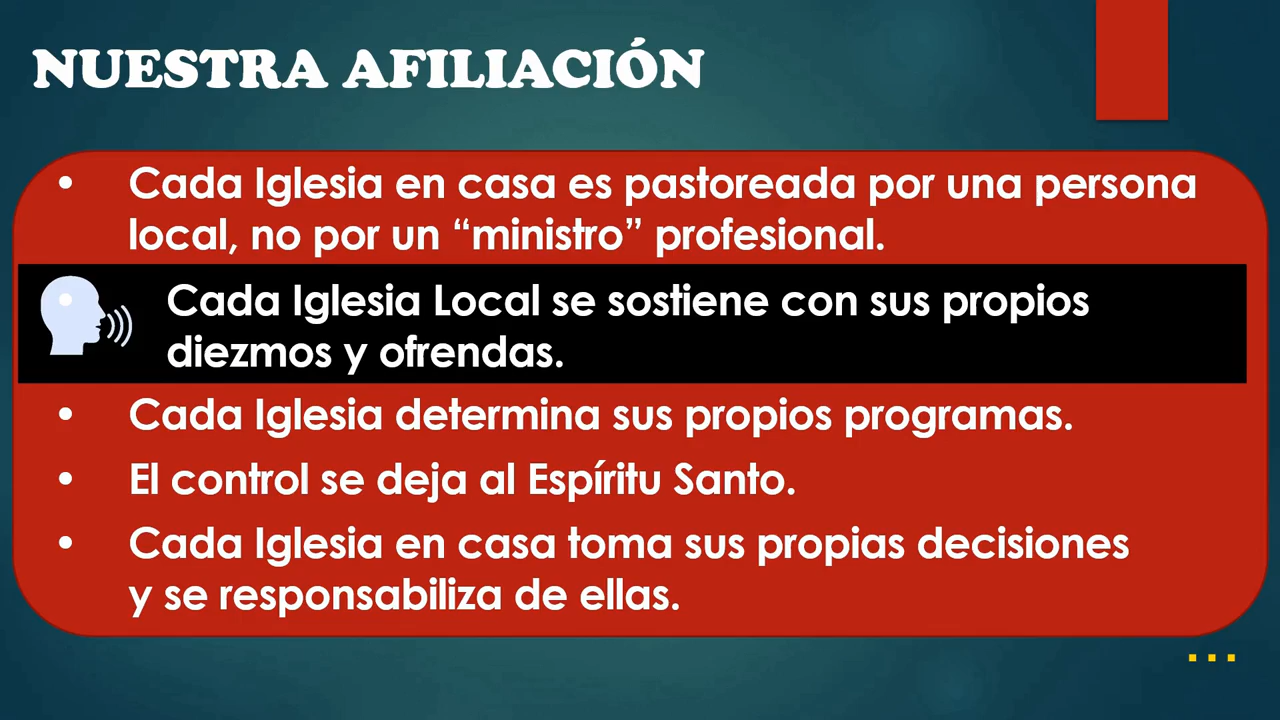 NUESTRA AFILIACIÓN
• Cada Iglesia en casa es pastoreada por una persona
local, no por un “ministro” profesional.
Cada Iglesia Local se sostiene con sus propios
diezmos y ofrendas.
• Cada Iglesia determina sus propios programas.
• El control se deja al Espíritu Santo.
• Cada Iglesia en casa toma sus propias decisiones
y se responsabiliza de ellas.
...